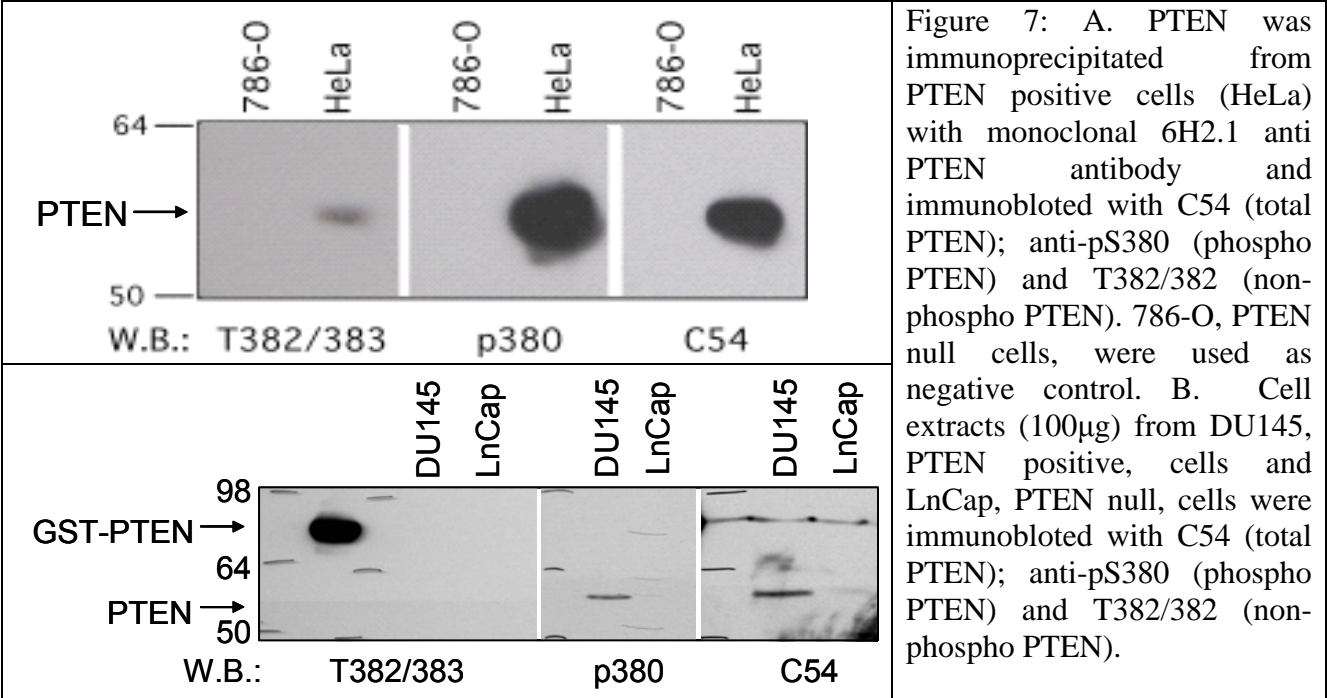 786-O HeLa 786-O HeLa 786-O HeLa
64
PTEN
50
W.B.: T382/383 p380 C54
DU145 LnCap DU145 LnCap DU145 LnCap
98
GST-PTEN
64
PTEN
50
W.B.: T382/383 p380 C54
Figure 7: A. PTEN was
immunoprecipitated from
PTEN positive cells (HeLa)
with monoclonal 6H2.1 anti
PTEN antibody and
immunobloted with C54 (total
PTEN); anti-pS380 (phospho
PTEN) and T382/382 (non-
phospho PTEN). 786-O, PTEN
null cells, were used as
negative control. B. Cell
extracts (100μg) from DU145,
PTEN positive, cells and
LnCap, PTEN null, cells were
immunobloted with C54 (total
PTEN); anti-pS380 (phospho
PTEN) and T382/382 (non-
phospho PTEN).